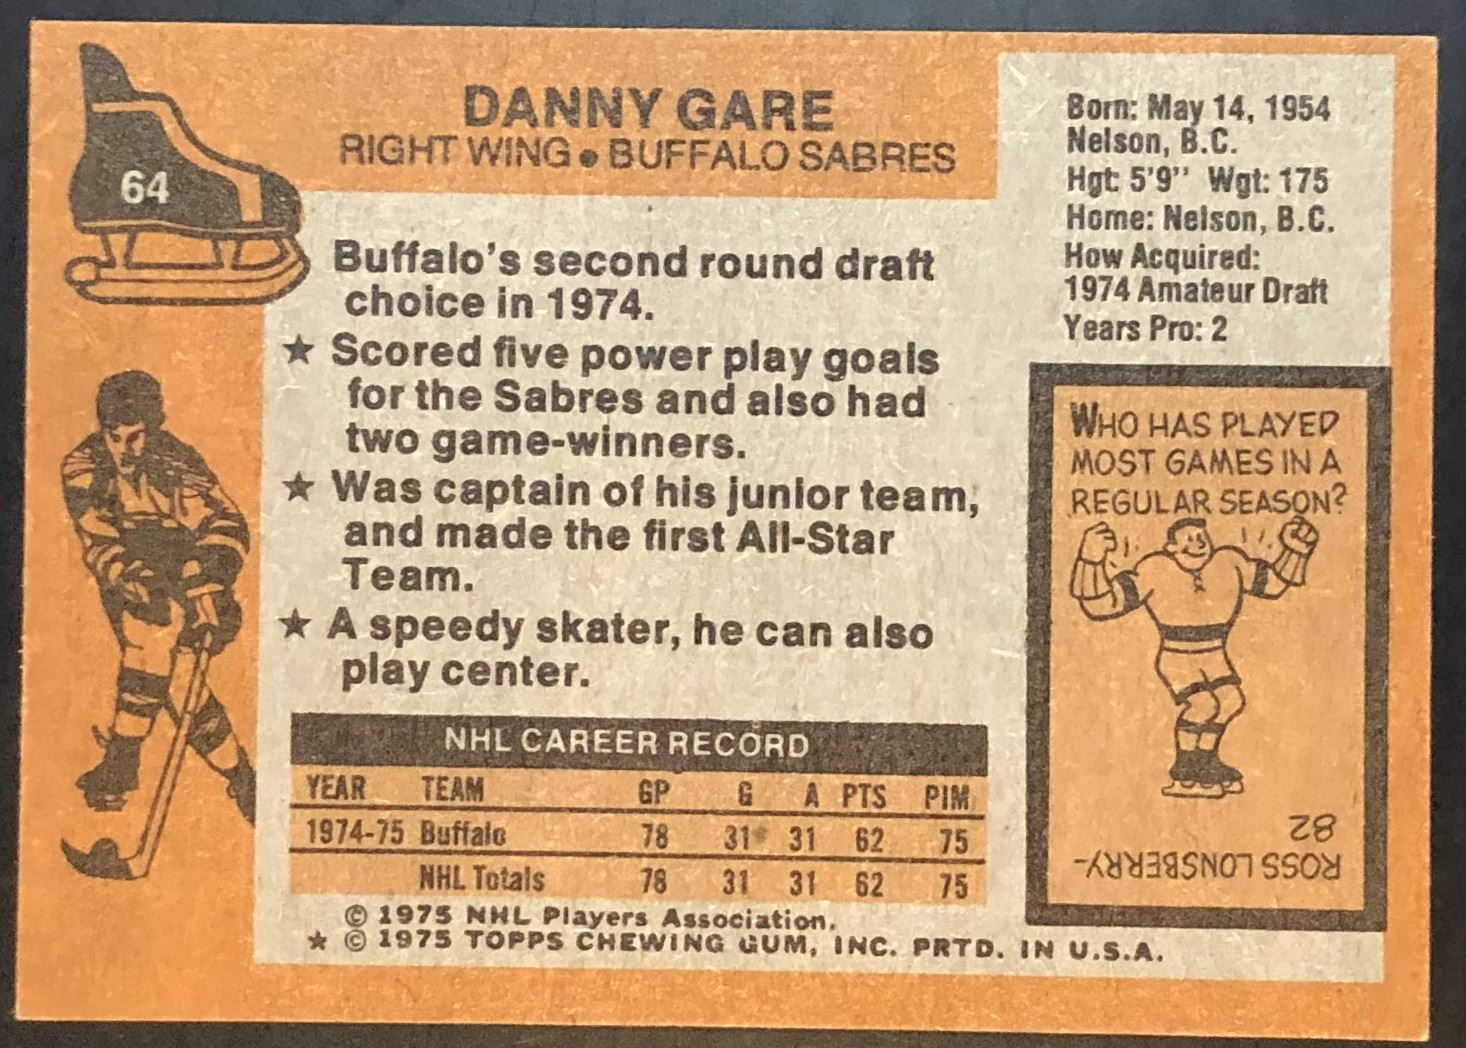 64
DANNY GARE
RIGHT WING • BUFFALO SABRES
Buffalo's second round draft
choice in 1974.
★ Scored five power play goals
for the Sabres and also had
two game-winners.
★ Was captain of his junior team,
and made the first All-Star
Team.
★ A speedy skater, he can also
play center.
NHL CAREER RECORD
YEAR TEAM GP G A PTS PIM
1974-75 Buffalo 78 31 31 62 75
NHL Totals 78 31 31 62 75
© 1975 NHL Players Association.
★ © 1975 TOPPS CHEWING GUM, INC. PRTD. IN U.S.A.
Born: May 14, 1954
Nelson, B.C.
Hgt: 5'9'' Wgt: 175
Home: Nelson, B.C.
How Acquired:
1974 Amateur Draft
Years Pro: 2
WHO HAS PLAYED
MOST GAMES IN A
REGULAR SEASON?
ROSS LONSBERRY-
82